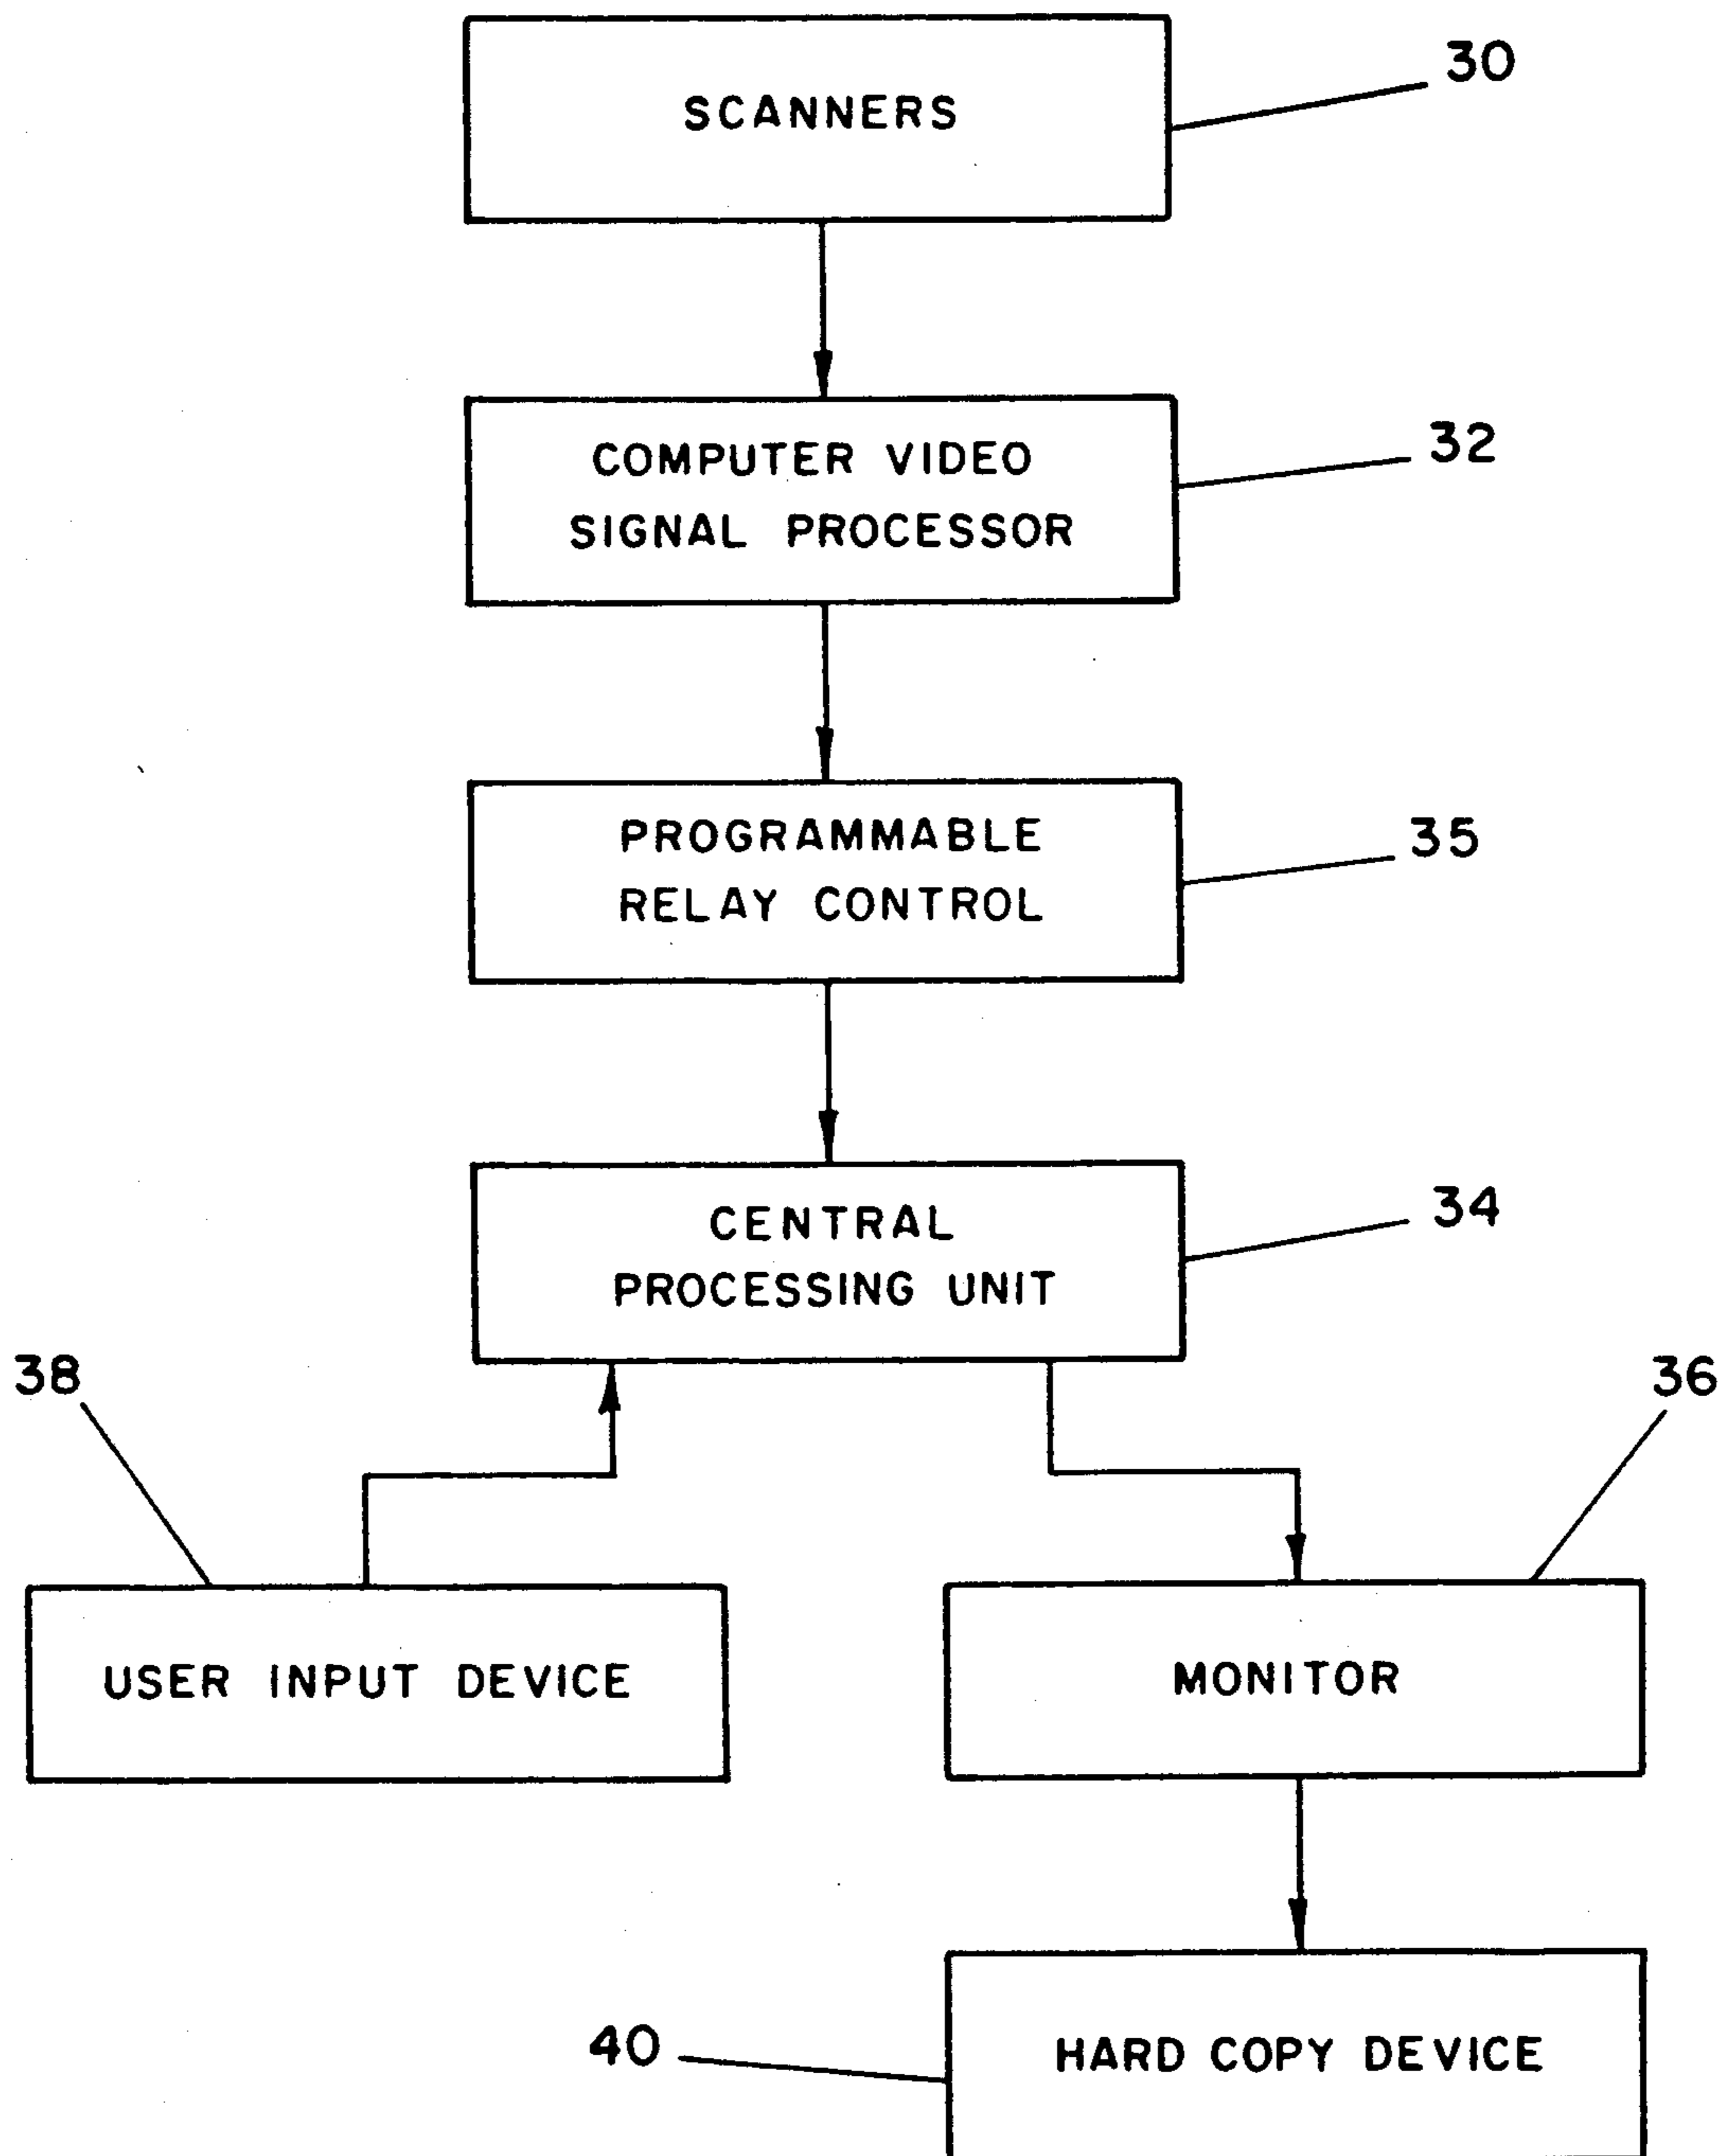 SCANNERS
30
COMPUTER VIDEO
SIGNAL PROCESSOR
32
PROGRAMMABLE
RELAY CONTROL
35
CENTRAL
PROCESSING UNIT
34
38
36
USER INPUT DEVICE
MONITOR
40
HARD COPY DEVICE